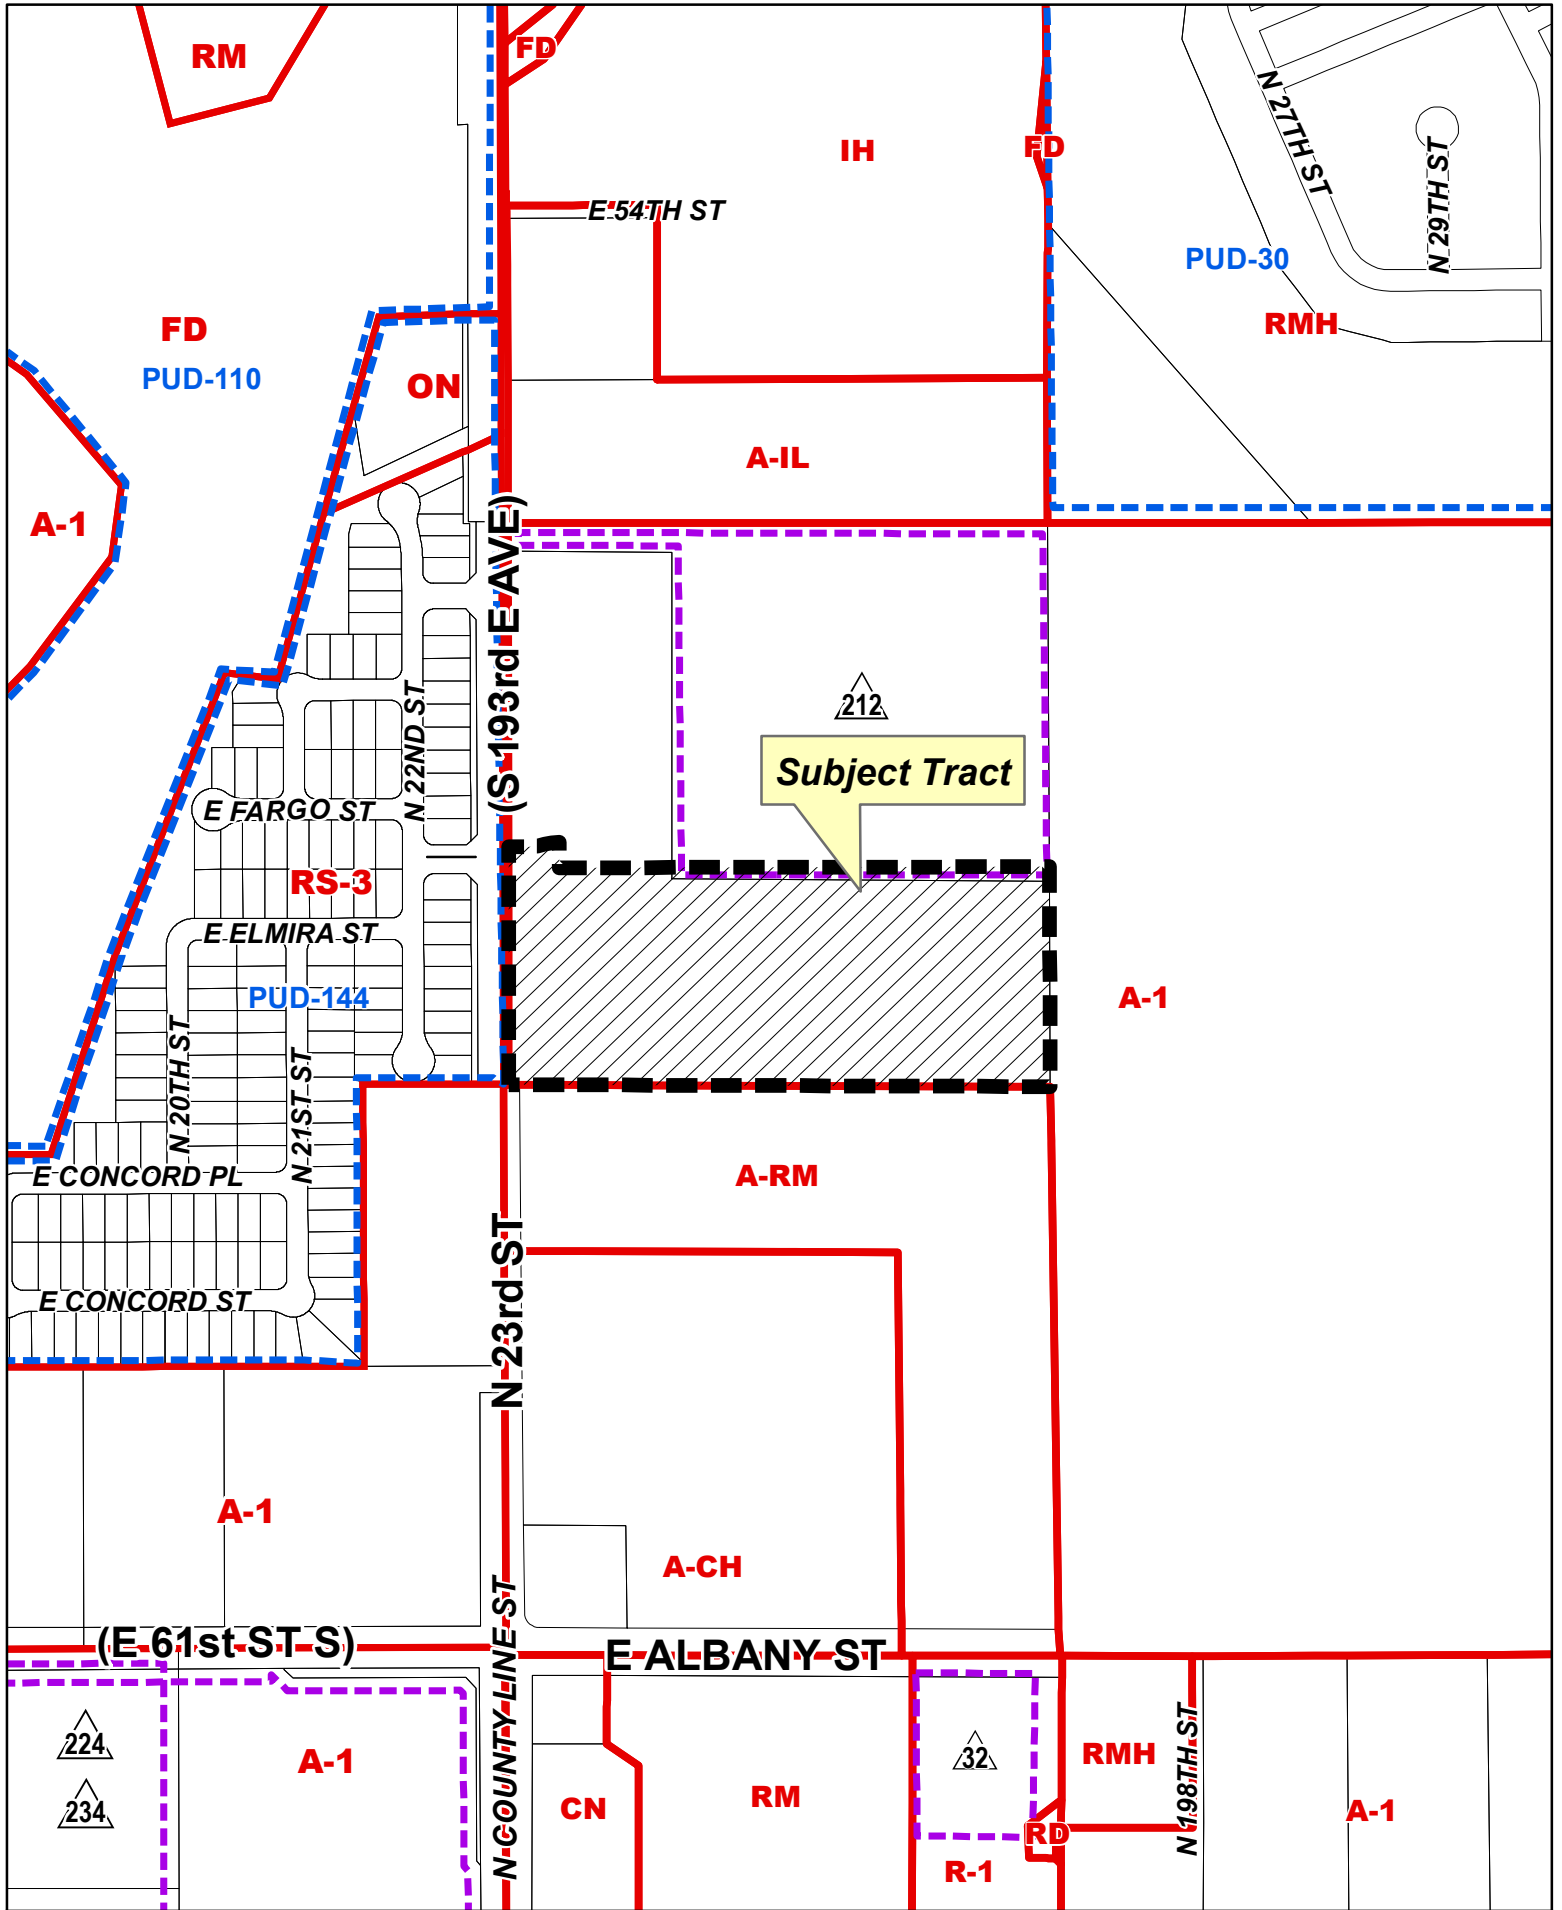 RM
FD
IH
FD
N 27TH ST
N 29TH ST
E 54TH ST
PUD-30
RMH
FD
PUD-110
ON
A-IL
A-1
(S 193rd E AVE)
N 22ND ST
212
Subject Tract
E FARGO ST
RS-3
E ELMIRA ST
PUD-144
A-1
N 20TH ST
N 21ST ST
E CONCORD PL
A-RM
N 23rd ST
E CONCORD ST
A-1
A-CH
N COUNTY LINE ST
(E 61st ST S)
E ALBANY ST
224
234
A-1
CN
RM
32
RMH
N 198TH ST
A-1
RD
R-1